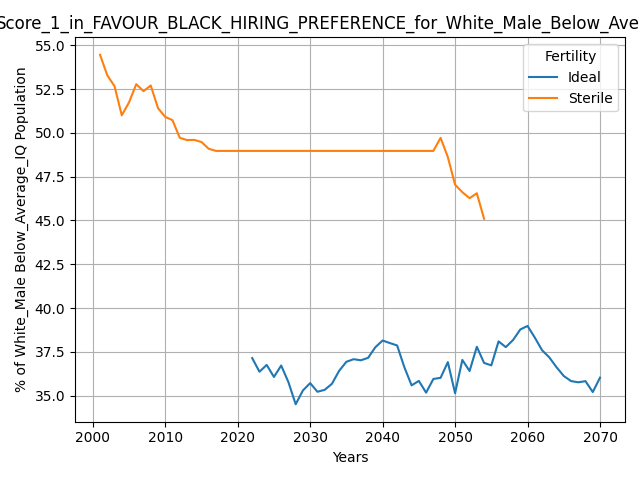 Score_1_in_FAVOUR_BLACK_HIRING_PREFERENCE_for_White_Male_Below_Ave
% of White_Male Below_Average_IQ Population
55.0
52.5
50.0
47.5
45.0
42.5
40.0
37.5
35.0
Fertility
Ideal
Sterile
2000 2010 2020 2030 2040 2050 2060 2070
Years